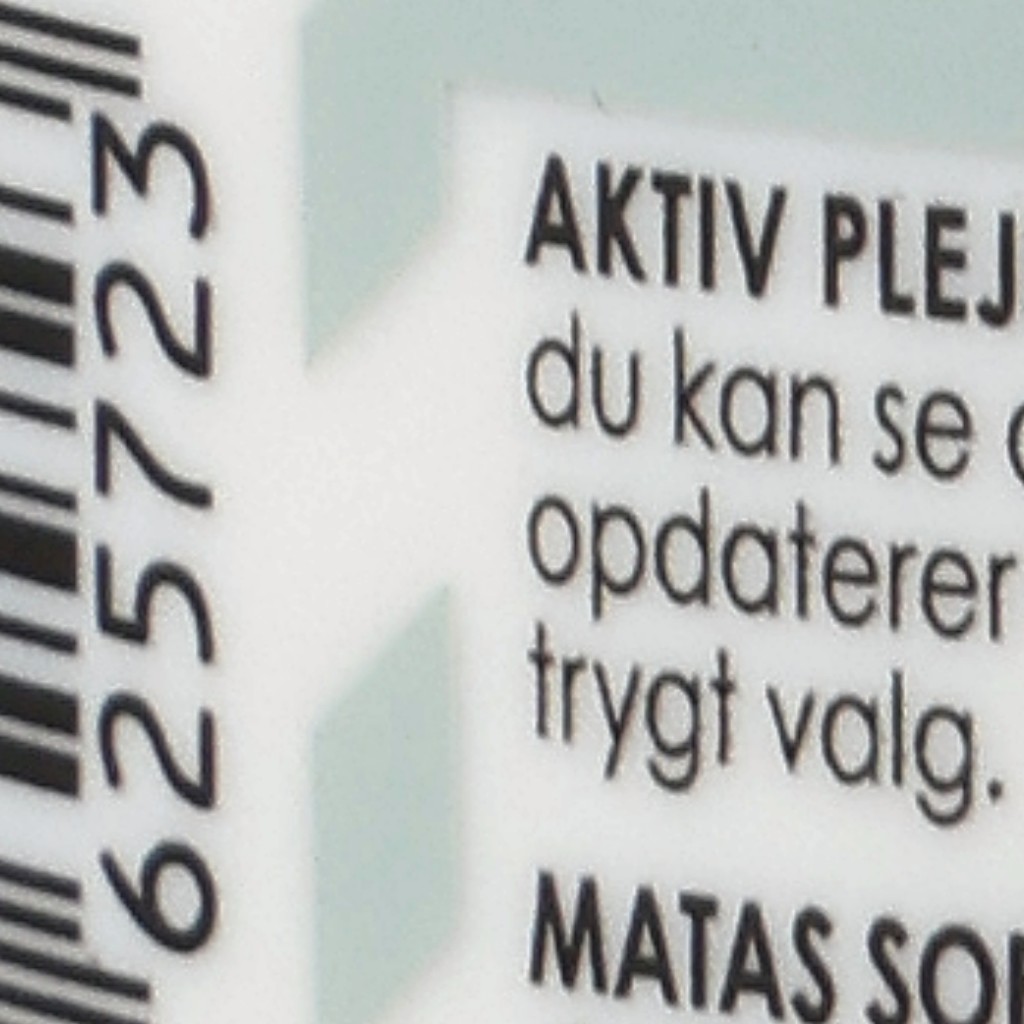 625723
AKTIV PLEJ
du kan se
opdaterer
trygt valg.
MATAS SO